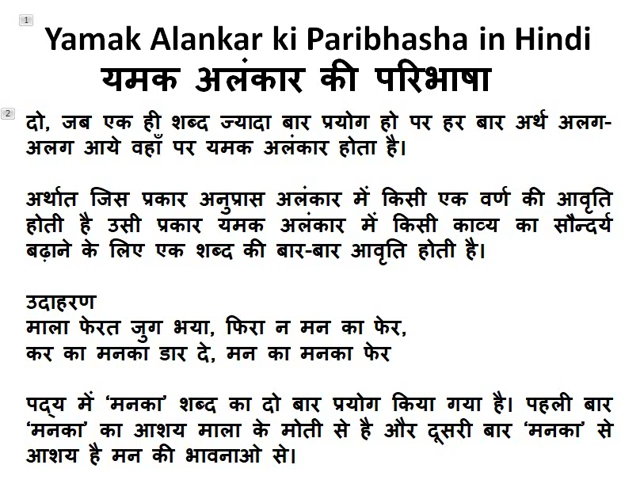 1
Yamak Alankar ki Paribhasha in Hindi
यमक अलंकार की परिभाषा
2
दो, जब एक ही शब्द ज्यादा बार प्रयोग हो पर हर बार अर्थ अलग-
अलग आये वहाँ पर यमक अलंकार होता है।
अर्थात जिस प्रकार अनुप्रास अलंकार में किसी एक वर्ण की आवृति
होती है उसी प्रकार यमक अलंकार में किसी काव्य का सौन्दर्य
बढ़ाने के लिए एक शब्द की बार-बार आवृति होती है।
उदाहरण
माला फेरत जुग भया, फिरा न मन का फेर,
कर का मनका डार दे, मन का मनका फेर
पद्य में ‘मनका’ शब्द का दो बार प्रयोग किया गया है। पहली बार
‘मनका’ का आशय माला के मोती से है और दूसरी बार ‘मनका’ से
आशय है मन की भावनाओ से।